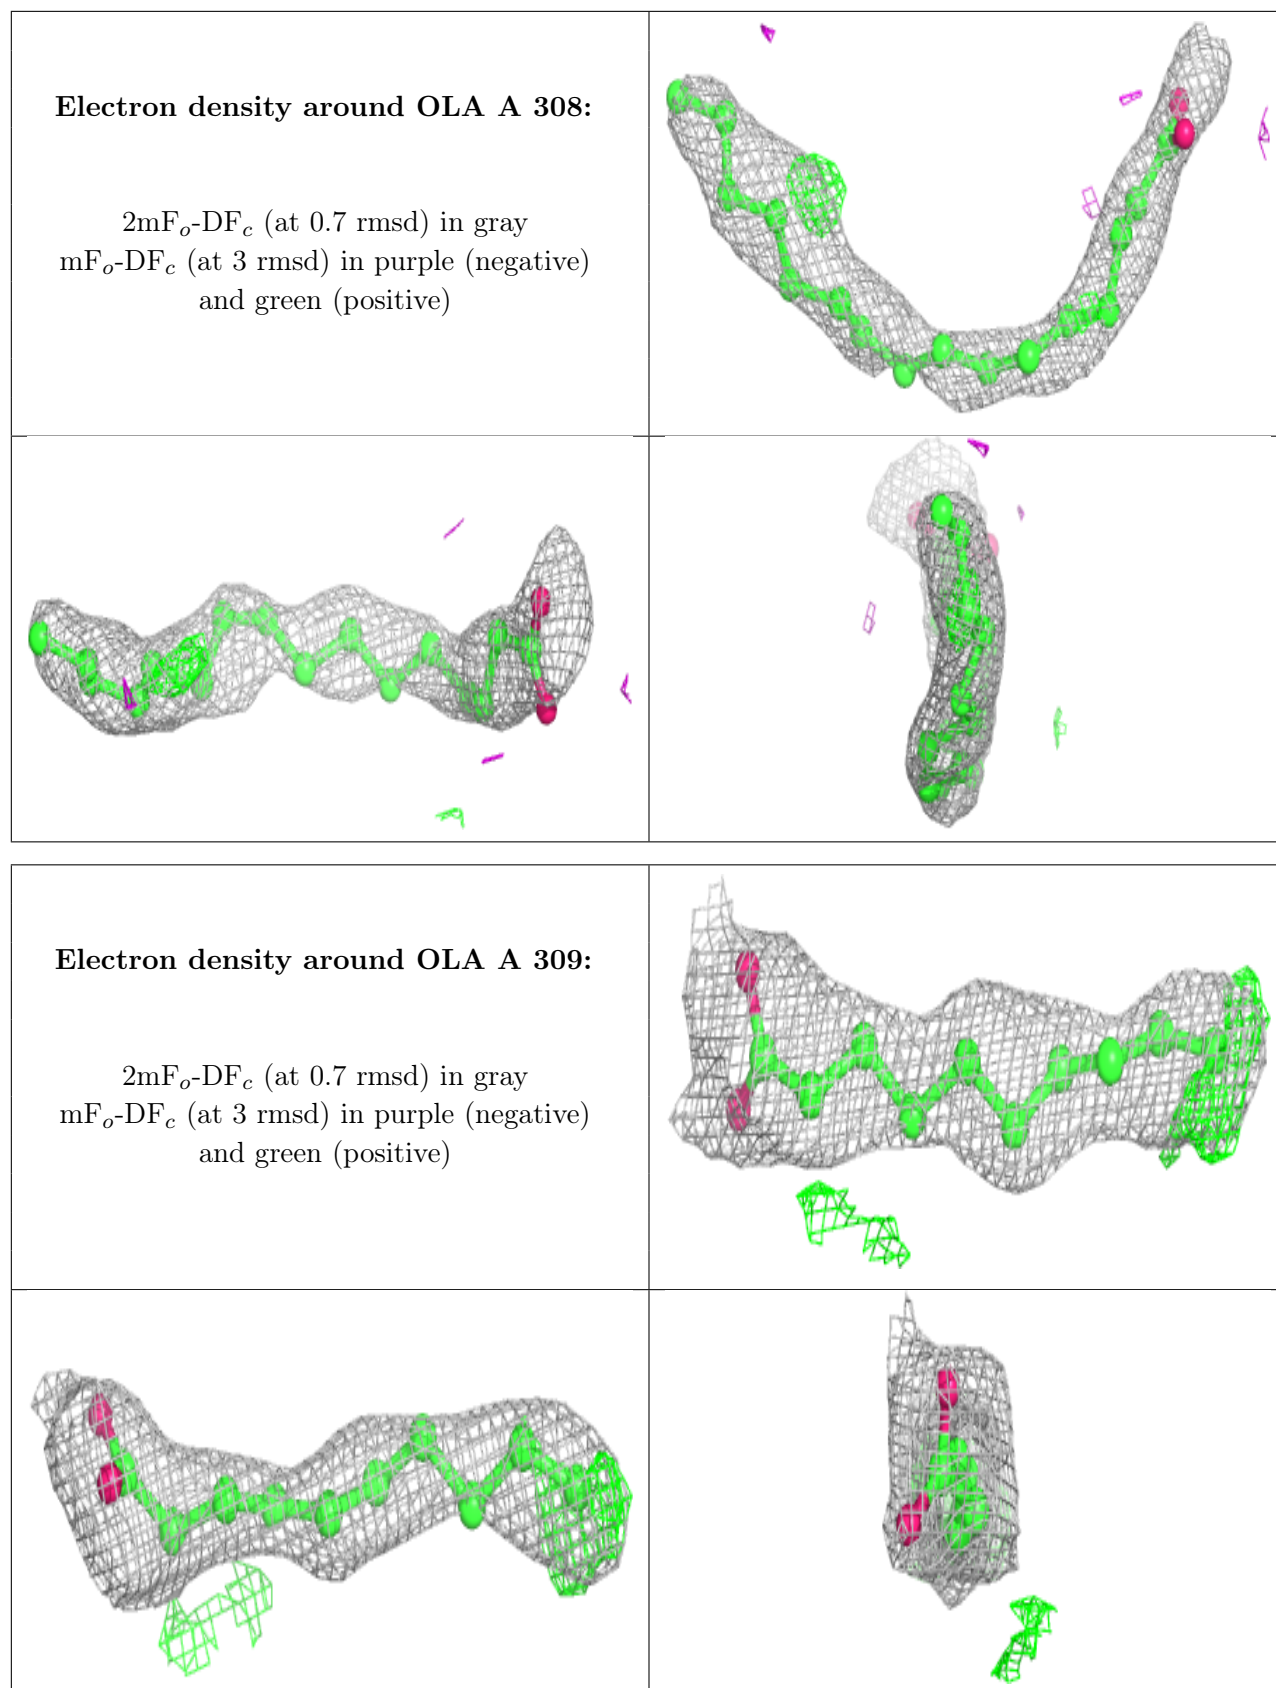 Electron density around OLA A 308:
2mFo-DFc (at 0.7 rmsd) in gray
mFo-DFc (at 3 rmsd) in purple (negative)
and green (positive)
Electron density around OLA A 309:
2mFo-DFc (at 0.7 rmsd) in gray
mFo-DFc (at 3 rmsd) in purple (negative)
and green (positive)